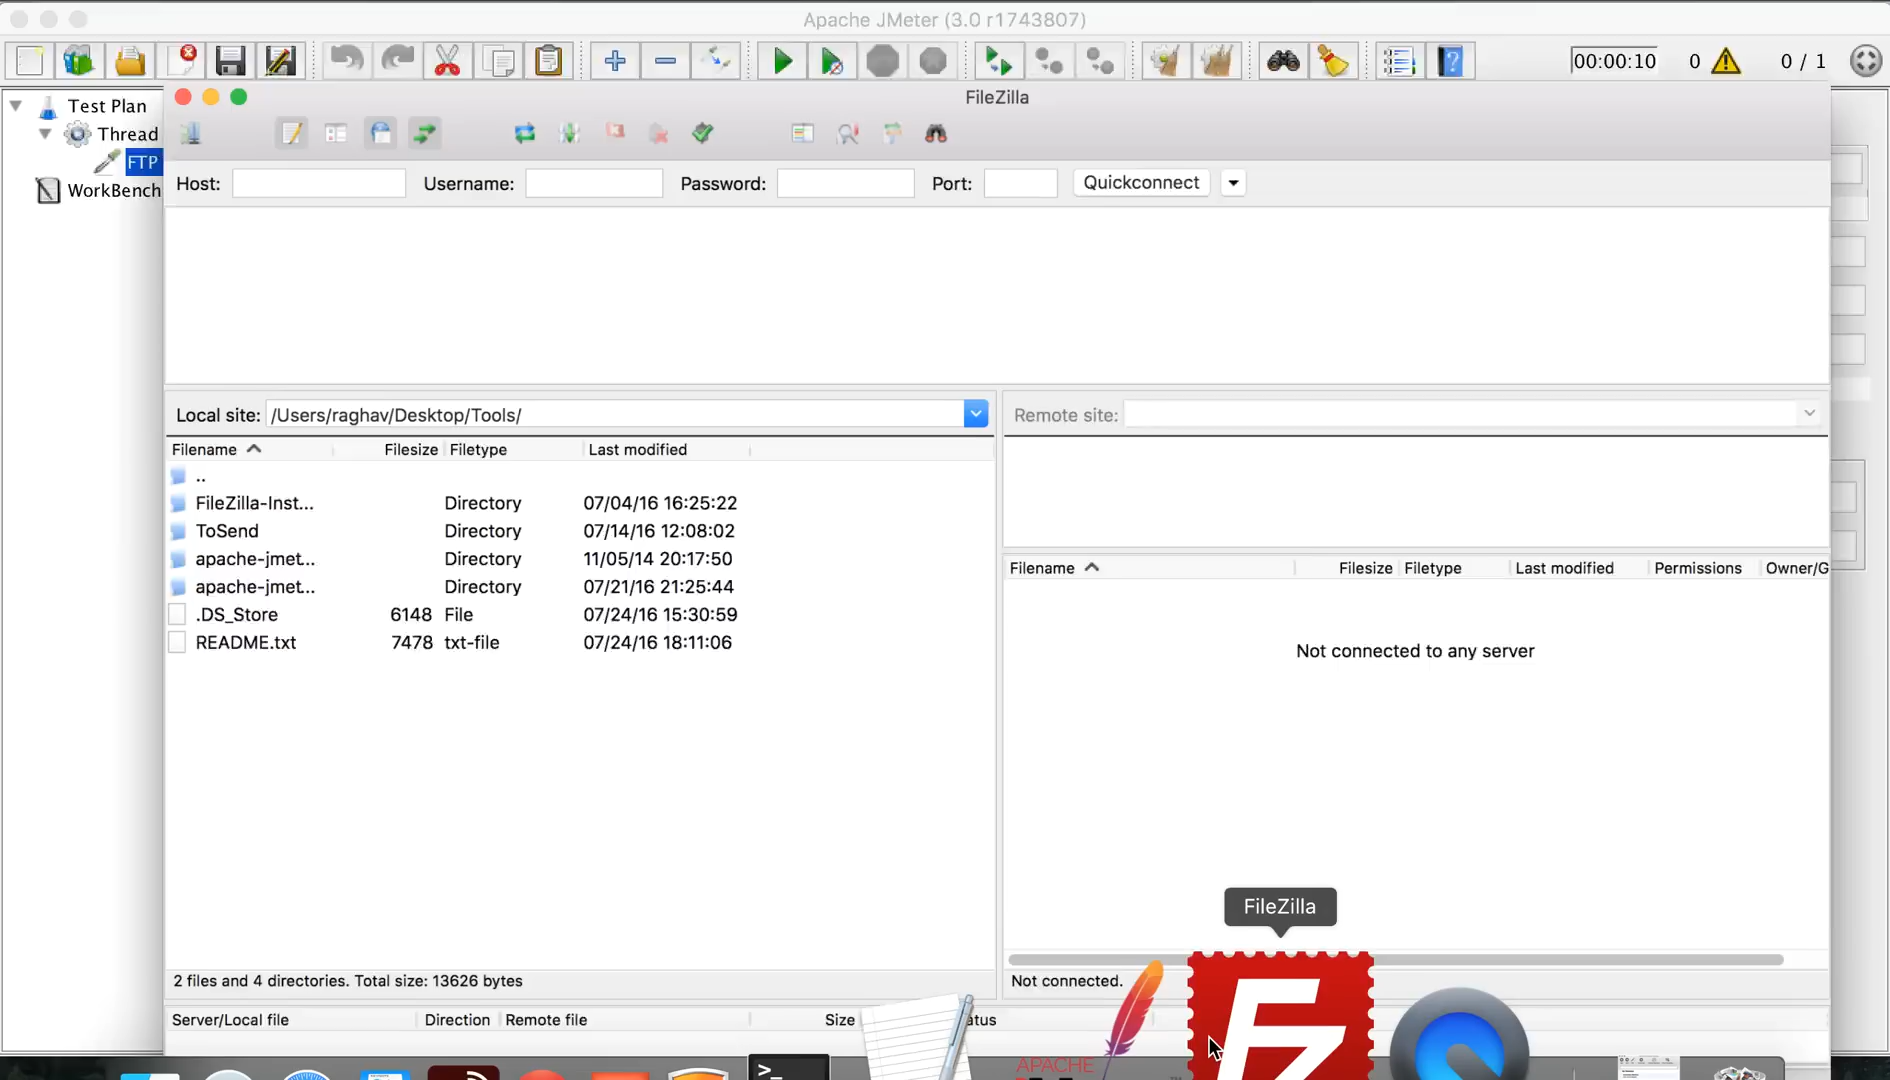 Apache JMeter (3.0 r1743807)
00:00:10 0 0 / 1
Test Plan
Thread
FTP
WorkBench
FileZilla
Host: Username: Password: Port: Quickconnect
Local site: /Users/raghav/Desktop/Tools/
Remote site:
Filename Filesize Filetype Last modified
..
FileZilla-Inst... Directory 07/04/16 16:25:22
ToSend Directory 07/14/16 12:08:02
apache-jmet... Directory 11/05/14 20:17:50
apache-jmet... Directory 07/21/16 21:25:44
.DS_Store 6148 File 07/24/16 15:30:59
README.txt 7478 txt-file 07/24/16 18:11:06
2 files and 4 directories. Total size: 13626 bytes
Filename Filesize Filetype Last modified Permissions Owner/G
Not connected to any server
Not connected.
Server/Local file Direction Remote file Size atus
FileZilla
APACHE
Fz
>_